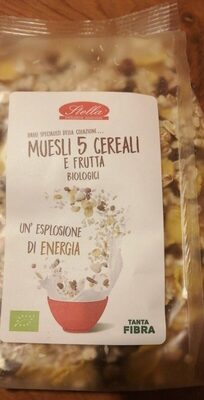 Stella
DAGLI SPECIALISTI DELLA COLAZIONE...
MUESLI 5 CEREALI
E FRUTTA
BIOLOGICI
UN' ESPLOSIONE
DI ENERGIA
TANTA
FIBRA